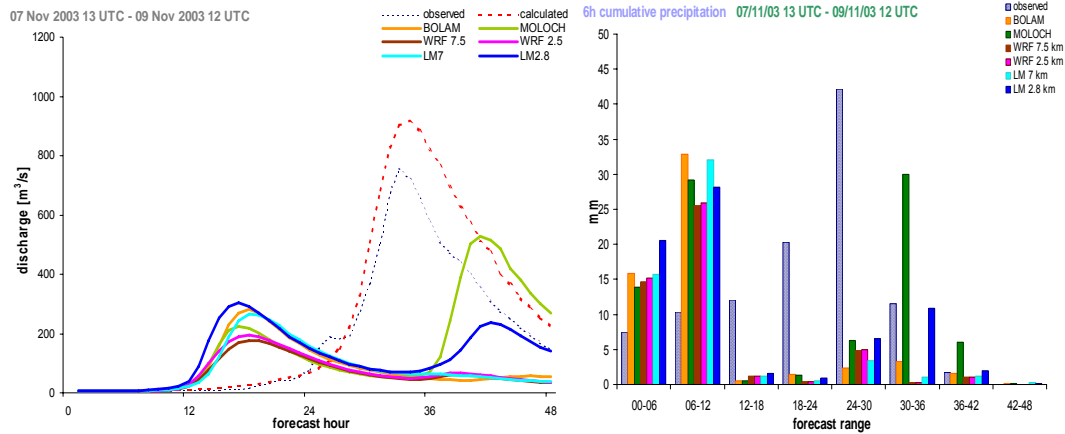 07 Nov 2003 13 UTC - 09 Nov 2003 12 UTC
observed
calculated
BOLAM
MOLOCH
WRF 7.5
WRF 2.5
LM7
LM2.8
discharge [m³/s]
1200
1000
800
600
400
200
0
0
12
24
36
48
forecast hour
6h cumulative precipitation 07/11/03 13 UTC - 09/11/03 12 UTC
observed
BOLAM
MOLOCH
WRF 7.5 km
WRF 2.5 km
LM 7 km
LM 2.8 km
mm
50
45
40
35
30
25
20
15
10
5
0
00-06
06-12
12-18
18-24
24-30
30-36
36-42
42-48
forecast range